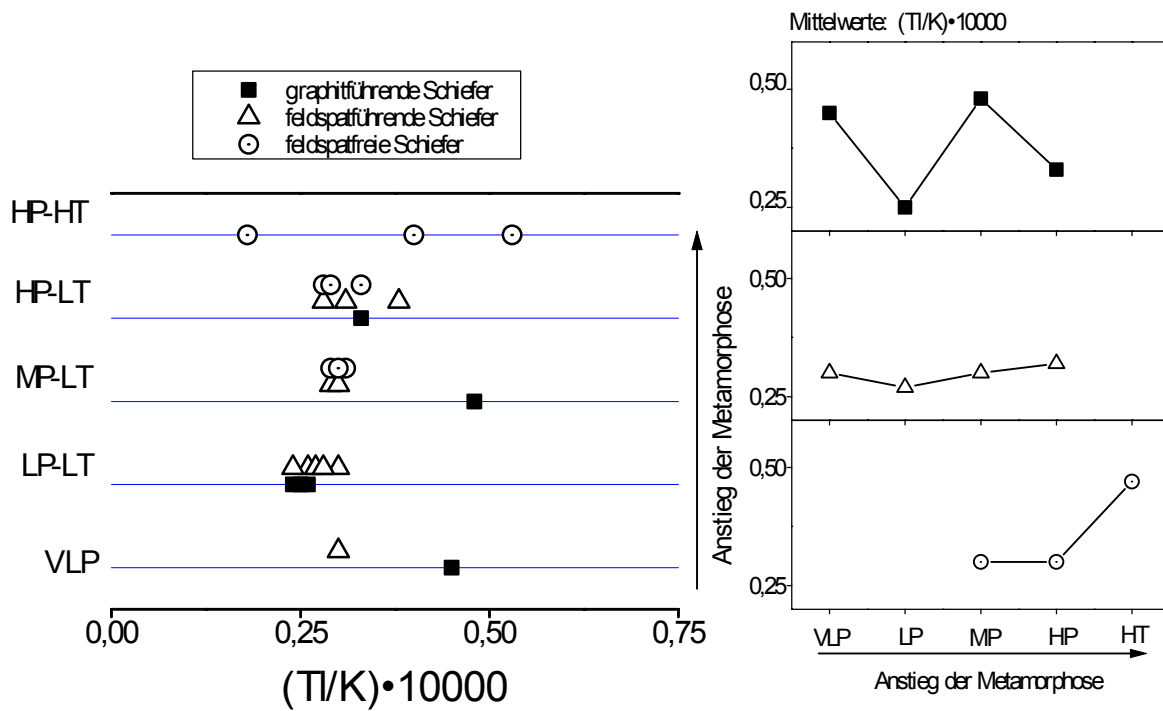 Mittelwerte: (Tl/K)•10000
graphitführende Schiefer
feldspatführende Schiefer
feldspatfreie Schiefer
HP-HT
HP-LT
MP-LT
LP-LT
VLP
0,00 0,25 0,50 0,75
(Tl/K)•10000
Anstieg der Metamorphose
0,50
0,25
0,50
0,25
0,50
0,25
VLP LP MP HP HT
Anstieg der Metamorphose